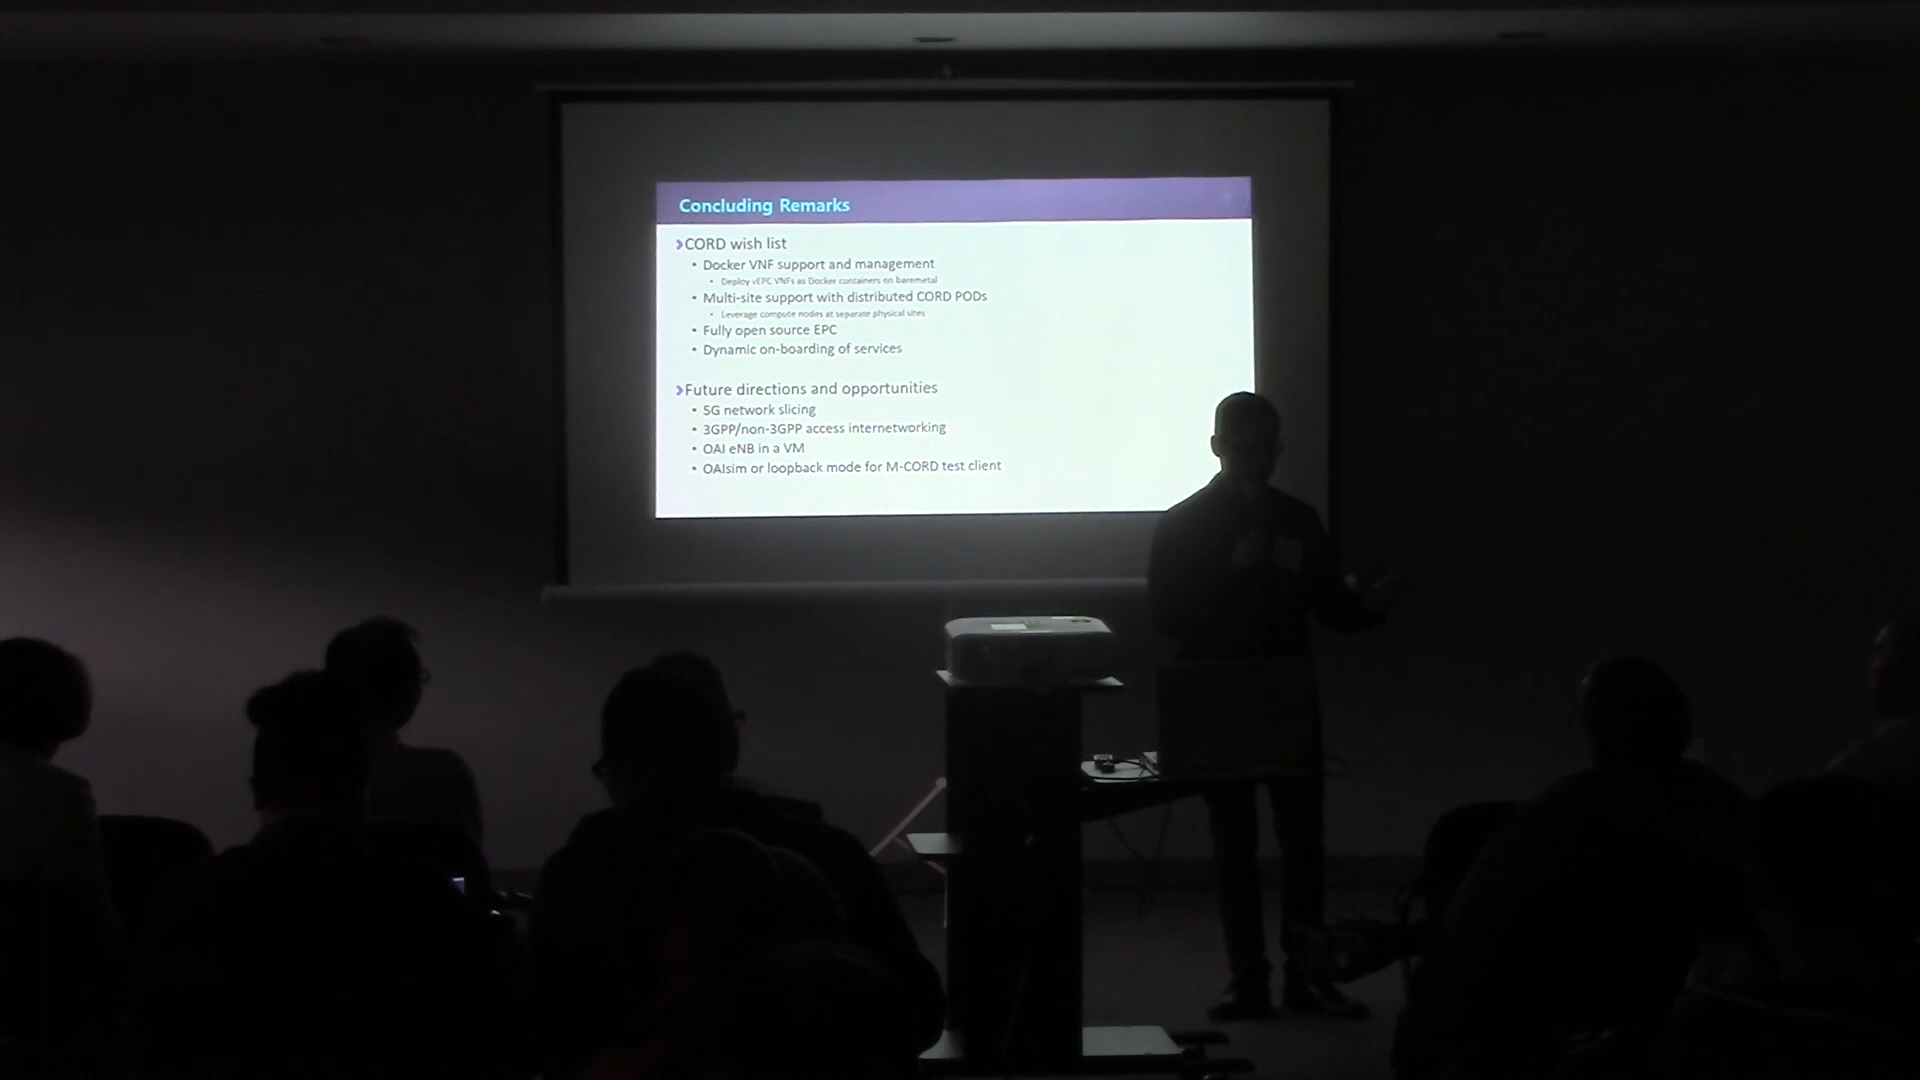 Concluding Remarks
CORD wish list
• Docker VNF support and management
• Deploy vEPC VNFs as Docker containers on baremetal
• Multi-site support with distributed CORD PODs
• Leverage compute nodes at separate physical sites
• Fully open source EPC
• Dynamic on-boarding of services
Future directions and opportunities
• 5G network slicing
• 3GPP/non-3GPP access internetworking
• OAI eNB in a VM
• OAIsim or loopback mode for M-CORD test client